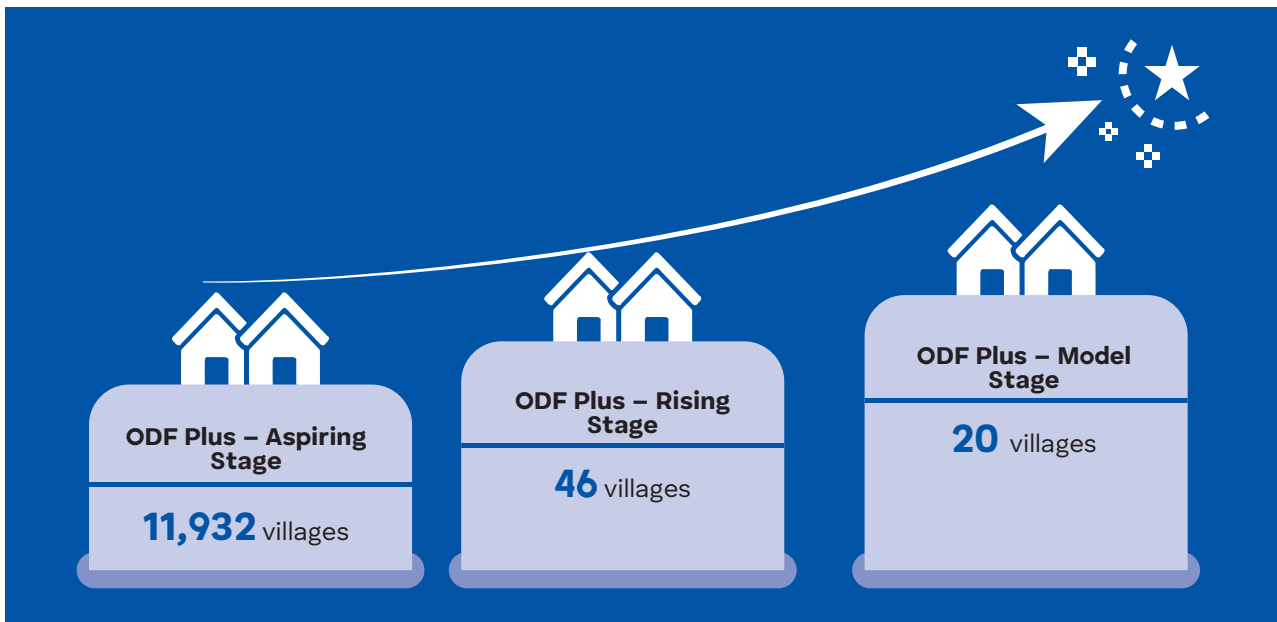 ODF Plus – Aspiring
Stage
11,932 villages
ODF Plus – Rising
Stage
46 villages
ODF Plus – Model
Stage
20 villages